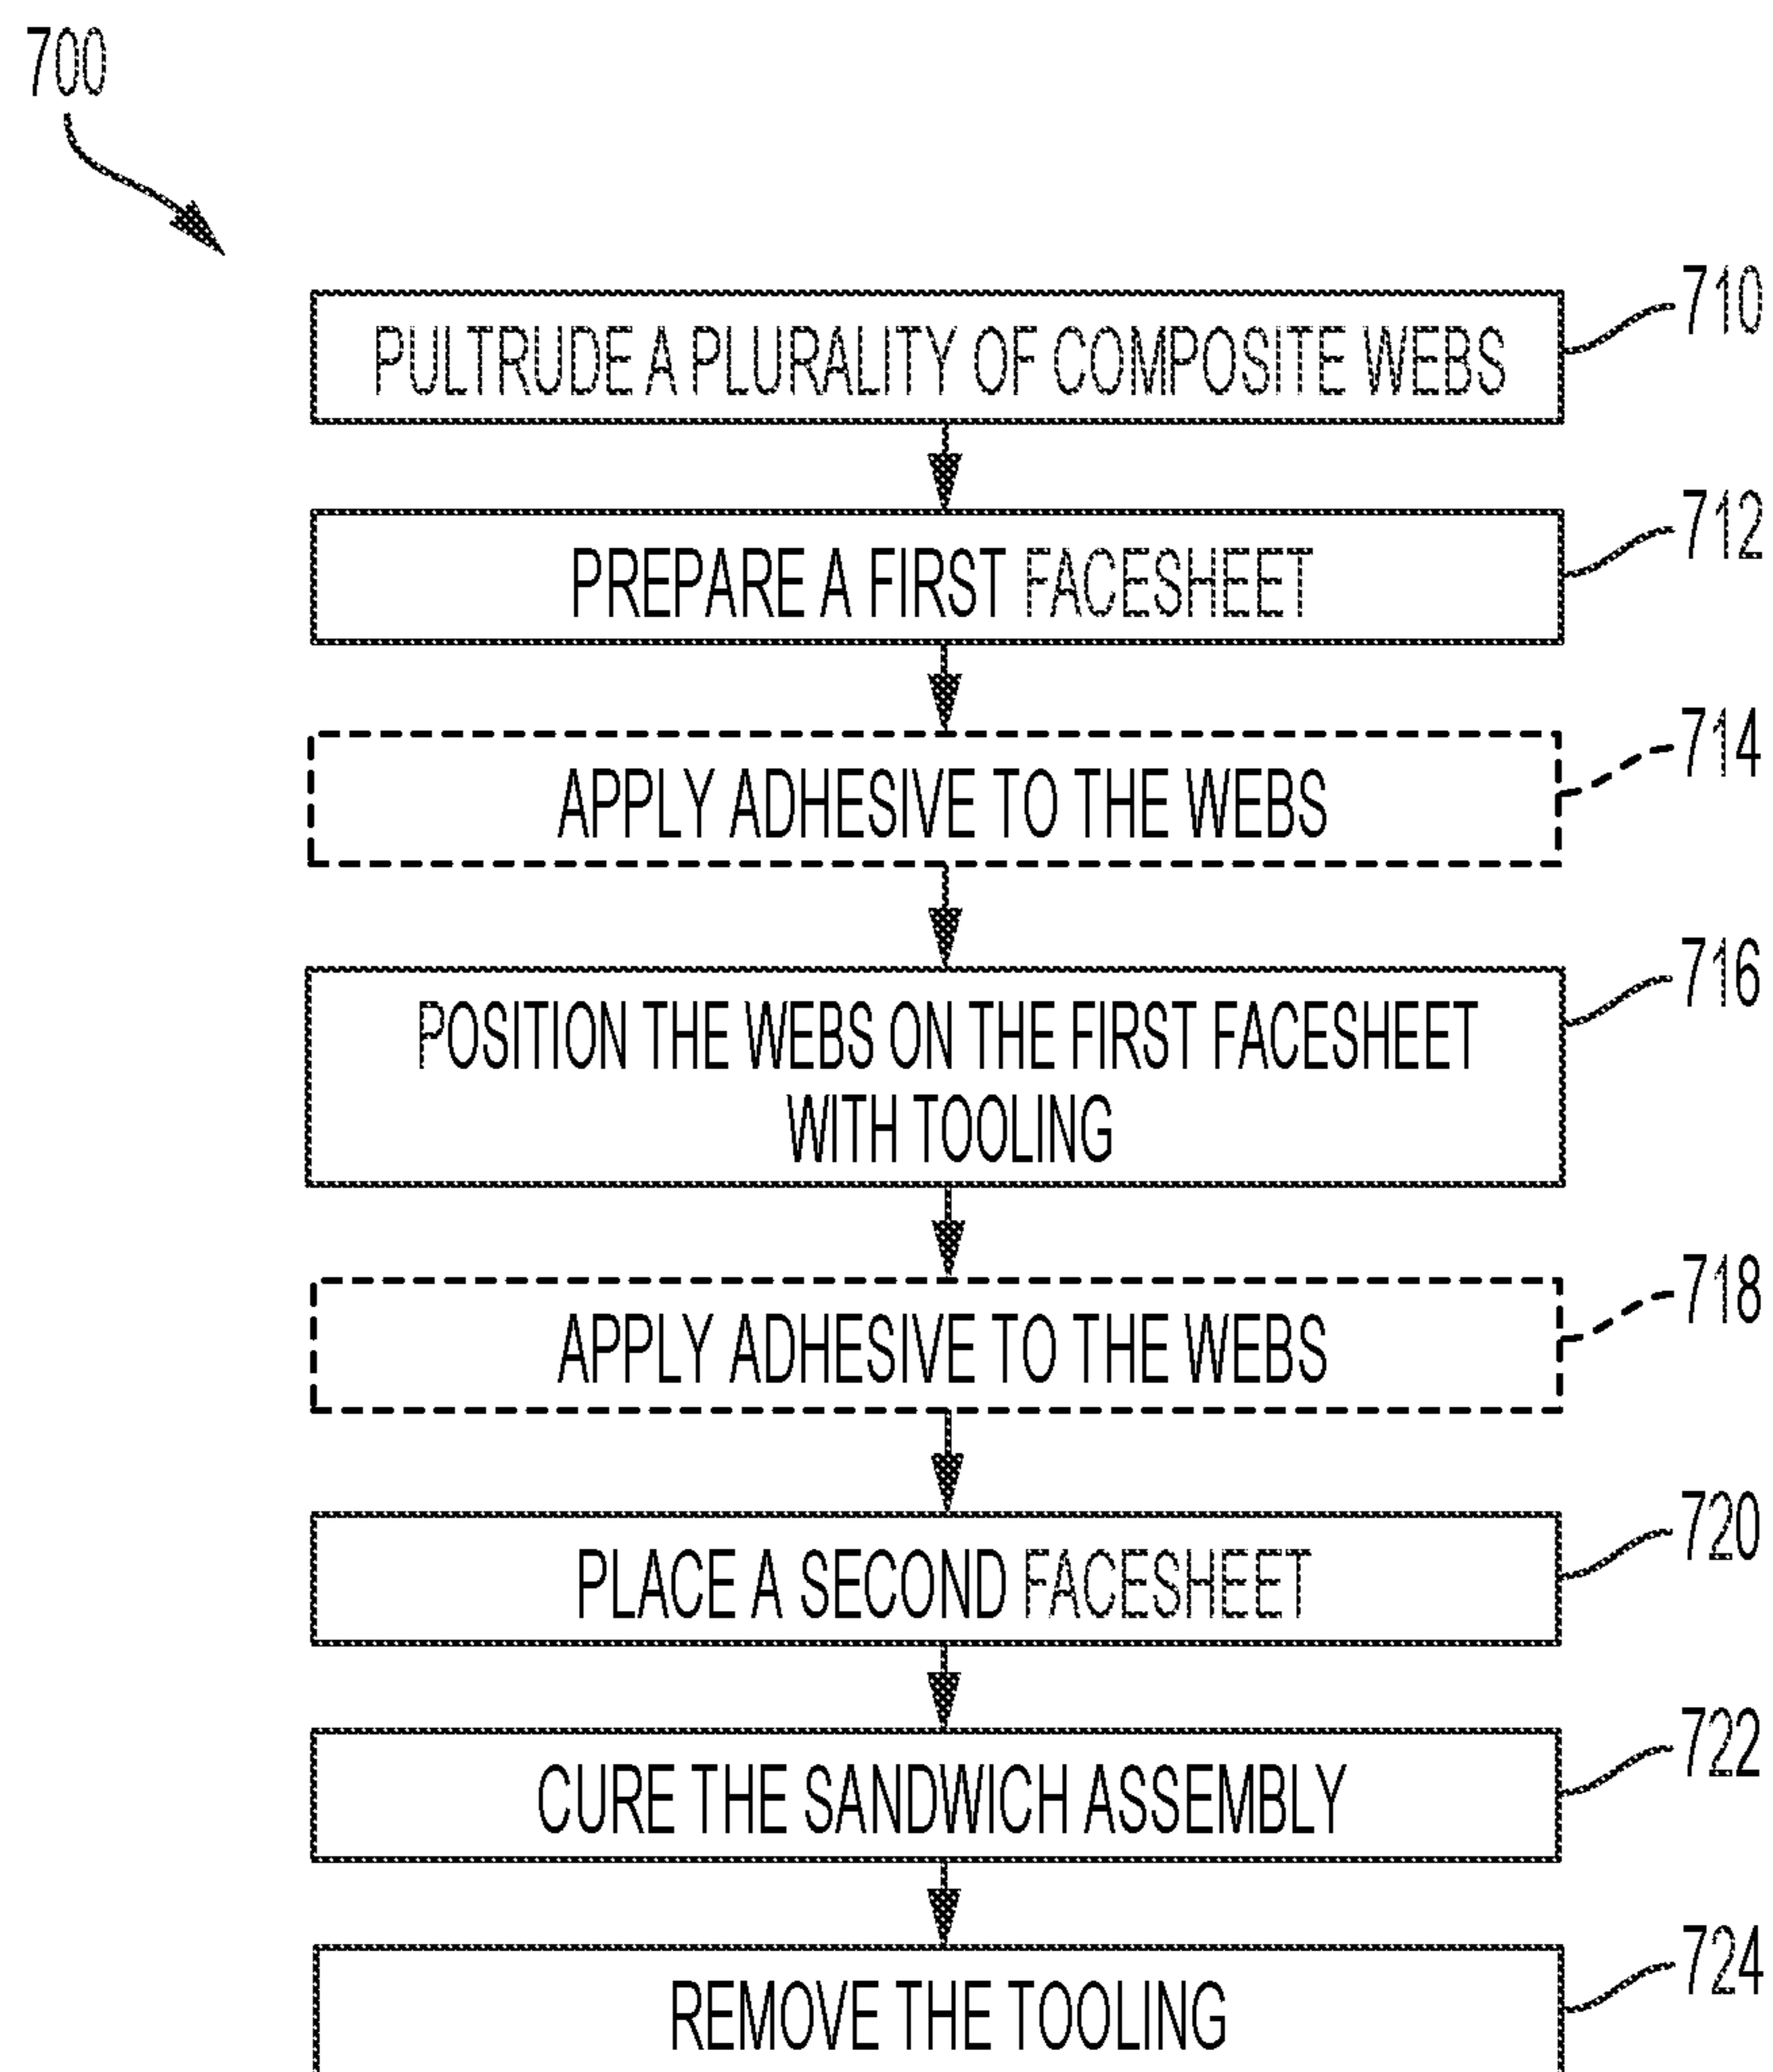 700
PULTRUDE A PLURALITY OF COMPOSITE WEBS
710
PREPARE A FIRST FACESHEET
712
APPLY ADHESIVE TO THE WEBS
714
POSITION THE WEBS ON THE FIRST FACESHEET
WITH TOOLING
716
APPLY ADHESIVE TO THE WEBS
718
PLACE A SECOND FACESHEET
720
CURE THE SANDWICH ASSEMBLY
722
REMOVE THE TOOLING
724